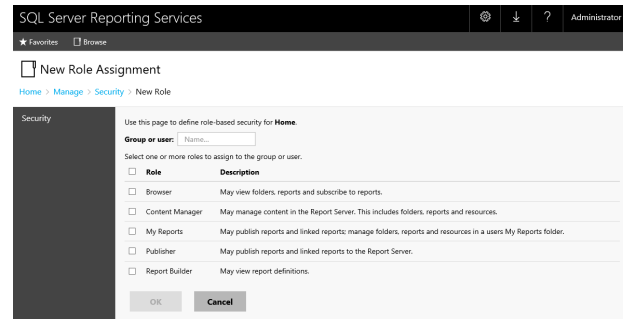 SQL Server Reporting Services
? Administrator
★ Favorites Browse
New Role Assignment
Home > Manage > Security > New Role
Security
Use this page to define role-based security for Home.
Group or user: Name...
Select one or more roles to assign to the group or user.
Role Description
Browser May view folders, reports and subscribe to reports.
Content Manager May manage content in the Report Server. This includes folders, reports and resources.
My Reports May publish reports and linked reports; manage folders, reports and resources in a users My Reports folder.
Publisher May publish reports and linked reports to the Report Server.
Report Builder May view report definitions.
OK Cancel